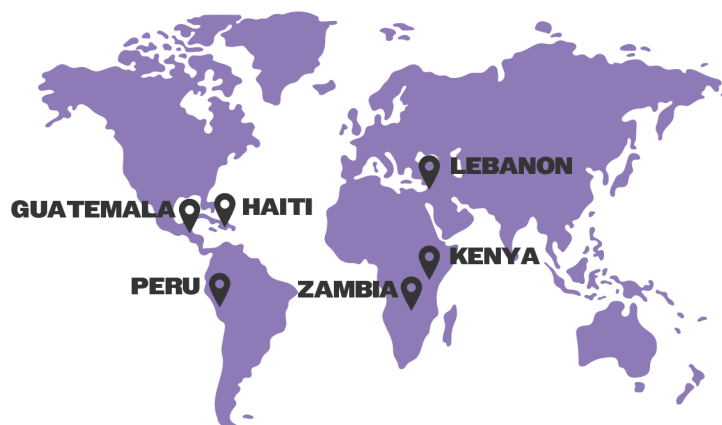 LEBANON
GUATEMALA
HAITI
KENYA
PERU
ZAMBIA